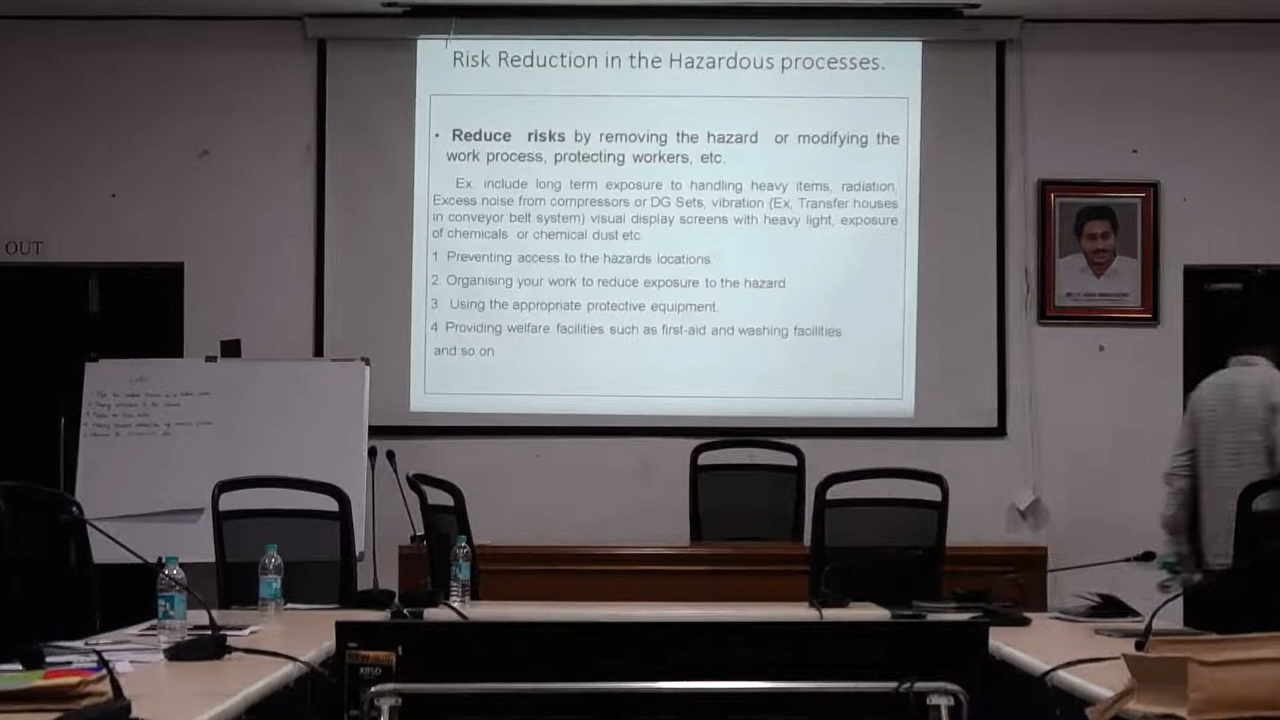 Risk Reduction in the Hazardous processes.
• Reduce risks by removing the hazard or modifying the
work process, protecting workers, etc.
Ex include long term exposure to handling heavy items, radiation,
Excess noise from compressors or DG Sets, vibration (Ex, Transfer houses
in conveyor belt system) visual display screens with heavy light, exposure
of chemicals or chemical dust etc.
1 Preventing access to the hazards locations.
2. Organising your work to reduce exposure to the hazard
3 Using the appropriate protective equipment.
4 Providing welfare facilities such as first-aid and washing facilities
and so on
OUT